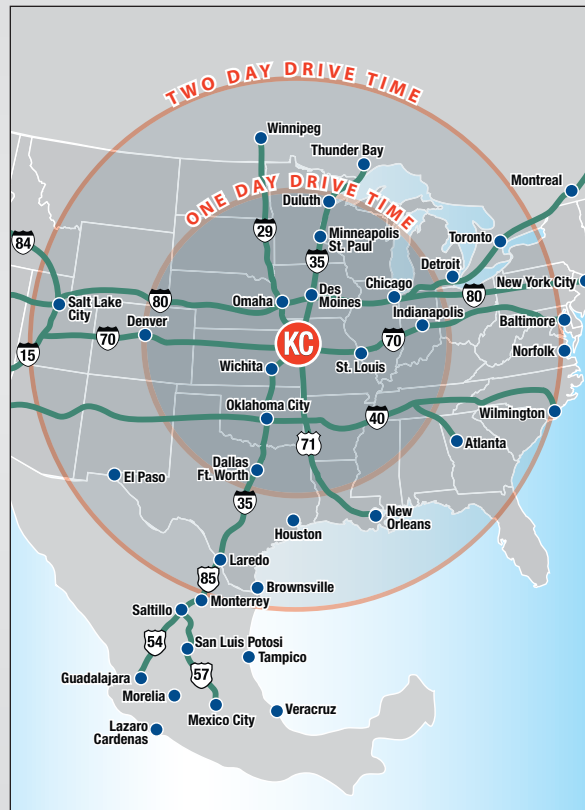 TWO DAY DRIVE TIME
Winnipeg
Thunder Bay
ONE DAY DRIVE TIME
Montreal
Duluth
29
Minneapolis
St. Paul
Toronto
84
35
Detroit
Chicago
80
New York City
Salt Lake
City
80
Omaha
Des
Moines
Indianapolis
Denver
Baltimore
15
70
KC
70
Norfolk
Wichita
St. Louis
Oklahoma City
40
Wilmington
71
Atlanta
El Paso
Dallas
Ft. Worth
35
New
Orleans
Houston
Laredo
85
Brownsville
Monterrey
Saltillo
54
San Luis Potosi
Tampico
57
Guadalajara
Morelia
Mexico City
Veracruz
Lazaro
Cardenas